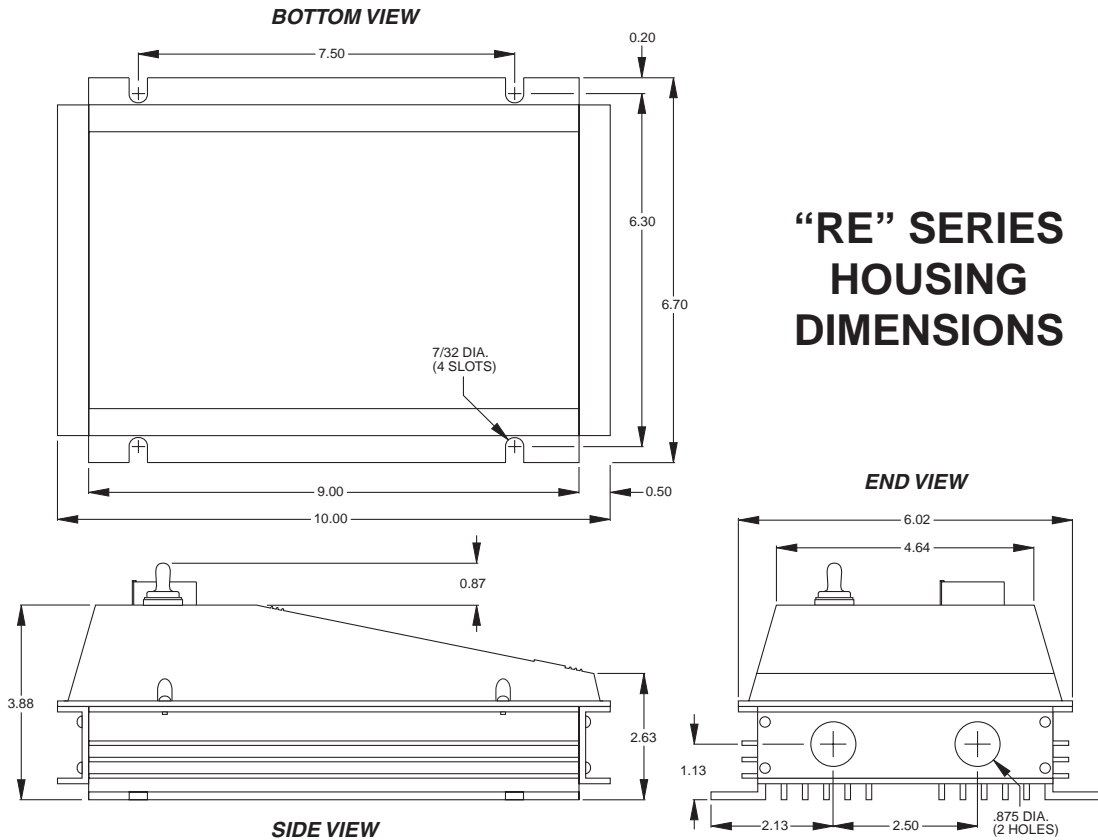 BOTTOM VIEW
7.50
0.20
6.30
6.70
“RE” SERIES
HOUSING
DIMENSIONS
7/32 DIA.
(4 SLOTS)
9.00
0.50
10.00
END VIEW
6.02
4.64
0.87
3.88
2.63
1.13
2.13
2.50
.875 DIA.
(2 HOLES)
SIDE VIEW